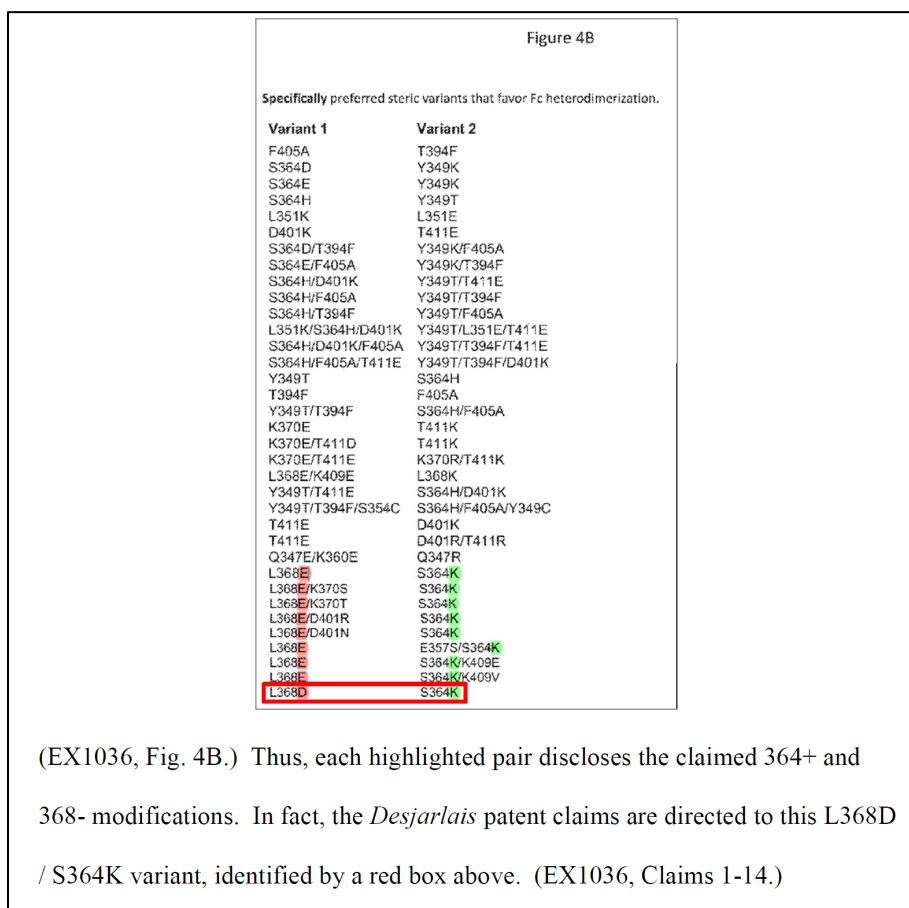 Figure 4B
Specifically preferred steric variants that favor Fc heterodimerization.
Variant 1 Variant 2
F405A T394F
S364D Y349K
S364E Y349K
S364H Y349T
L351K L351E
D401K T411E
S364D/T394F Y349K/F405A
S364E/F405A Y349K/T394F
S364H/D401K Y349T/T411E
S364H/F405A Y349T/T394F
S364H/T394F Y349T/F405A
L351K/S364H/D401K Y349T/L351E/T411E
S364H/D401K/F405A Y349T/T394F/T411E
S364H/F405A/T411E Y349T/T394F/D401K
Y349T S364H
T394F F405A
Y349T/T394F S364H/F405A
K370E T411K
K370E/T411D T411K
K370E/T411E K370R/T411K
L368E/K409E L368K
Y349T/T411E S364H/D401K
Y349T/T394F/S354C S364H/F405A/Y349C
T411E D401K
T411E D401R/T411R
Q347E/K360E Q347R
L368E S364K
L368E/K370S S364K
L368E/K370T S364K
L368E/D401R S364K
L368E/D401N S364K
L368E E357S/S364K
L368E S364K/K409E
L368E S364K/K409V
L368D S364K
(EX1036, Fig. 4B.) Thus, each highlighted pair discloses the claimed 364+ and
368- modifications. In fact, the Desjarlais patent claims are directed to this L368D
/ S364K variant, identified by a red box above. (EX1036, Claims 1-14.)